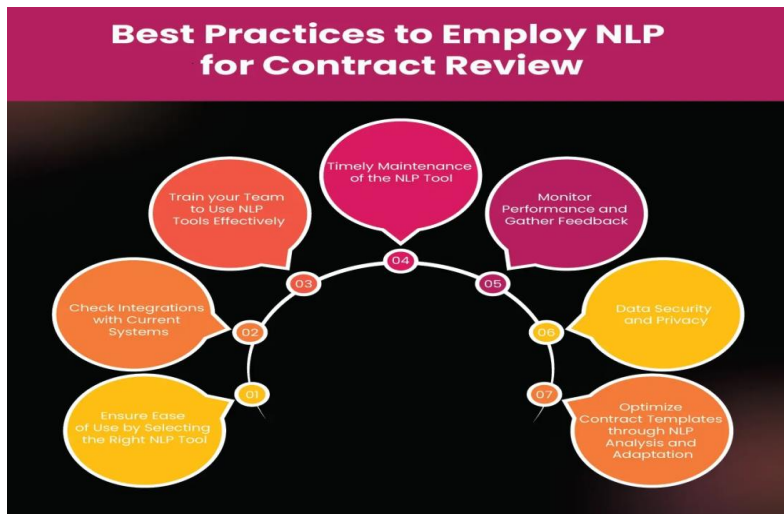 Best Practices to Employ NLP
for Contract Review
01
Ensure Ease
of Use by Selecting
the Right NLP Tool
02
Check Integrations
with Current
Systems
03
Train your Team
to Use NLP
Tools Effectively
04
Timely Maintenance
of the NLP Tool
05
Monitor
Performance and
Gather Feedback
06
Data Security
and Privacy
07
Optimize
Contract Templates
through NLP
Analysis and
Adaptation